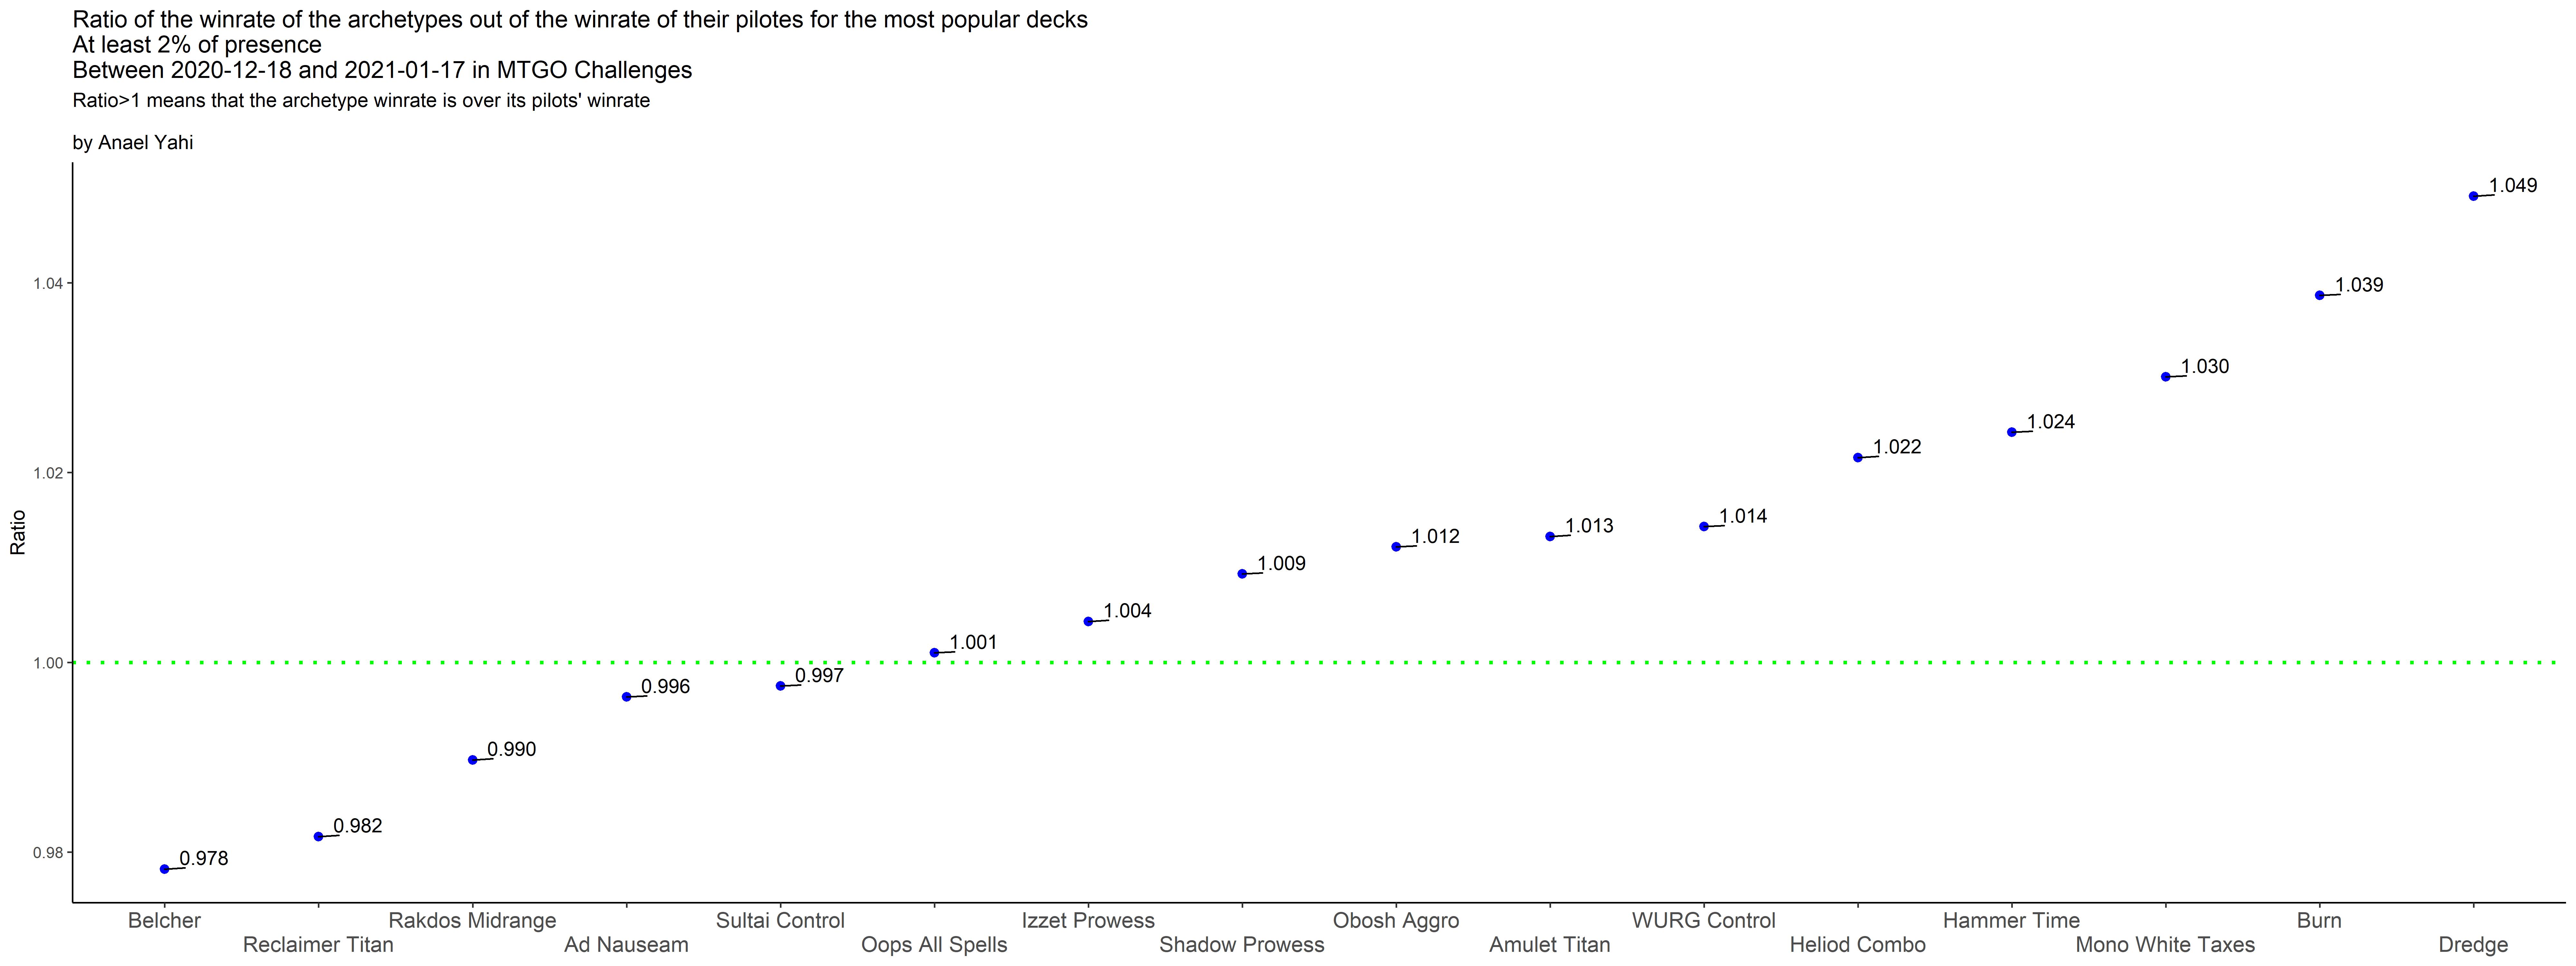 Ratio of the winrate of the archetypes out of the winrate of their pilotes for the most popular decks
At least 2% of presence
Between 2020-12-18 and 2021-01-17 in MTGO Challenges
Ratio>1 means that the archetype winrate is over its pilots' winrate
by Anael Yahi
1.049
1.04
1.039
1.030
1.024
1.022
1.02
1.014
1.013
1.012
1.009
1.004
1.001
1.00
0.997
0.996
0.990
0.982
0.98
0.978
Ratio
Belcher
Reclaimer Titan
Rakdos Midrange
Ad Nauseam
Sultai Control
Oops All Spells
Izzet Prowess
Shadow Prowess
Obosh Aggro
Amulet Titan
WURG Control
Heliod Combo
Hammer Time
Mono White Taxes
Burn
Dredge